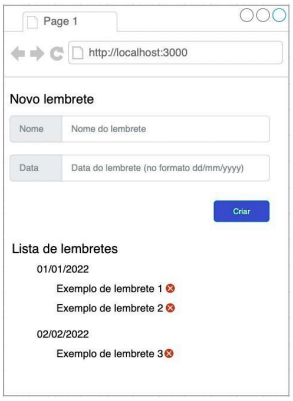 Page 1
http://localhost:3000
Novo lembrete
Nome Nome do lembrete
Data Data do lembrete (no formato dd/mm/yyyy)
Criar
Lista de lembretes
01/01/2022
Exemplo de lembrete 1
Exemplo de lembrete 2
02/02/2022
Exemplo de lembrete 3